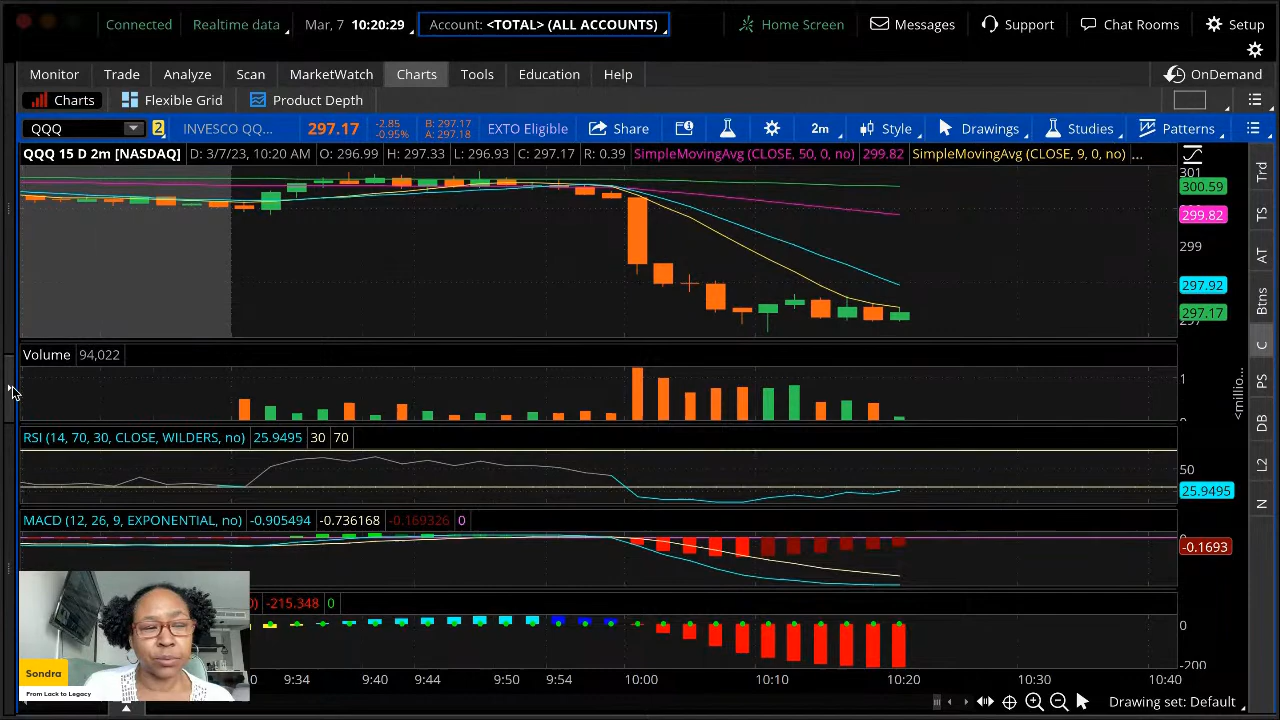 Connected Realtime data Mar, 7 10:20:29 Account: <TOTAL> (ALL ACCOUNTS) Home Screen Messages Support Chat Rooms Setup
Monitor Trade Analyze Scan MarketWatch Charts Tools Education Help OnDemand
Charts Flexible Grid Product Depth
QQQ 2 INVESCO QQ... 297.17 -2.85 -0.95% B: 297.17 A: 297.18 EXTO Eligible Share 2m Style Drawings Studies Patterns
QQQ 15 D 2m [NASDAQ] D: 3/7/23, 10:20 AM O: 296.99 H: 297.33 L: 296.93 C: 297.17 R: 0.39 SimpleMovingAvg (CLOSE, 50, 0, no) 299.82 SimpleMovingAvg (CLOSE, 9, 0, no) ...
301
300.59
299.82
299
297.92
297.17
Volume 94,022
1
<millio...
RSI (14, 70, 30, CLOSE, WILDERS, no) 25.9495 30 70
50
25.9495
MACD (12, 26, 9, EXPONENTIAL, no) -0.905494 -0.736168 -0.169326 0
-0.1693
-215.348 0
0
-200
9:34 9:40 9:44 9:50 9:54 10:00 10:10 10:20 10:30 10:40
Drawing set: Default
Trd
TS
AT
Btns
C
PS
DB
L2
N
Sondra
From Lack to Legacy